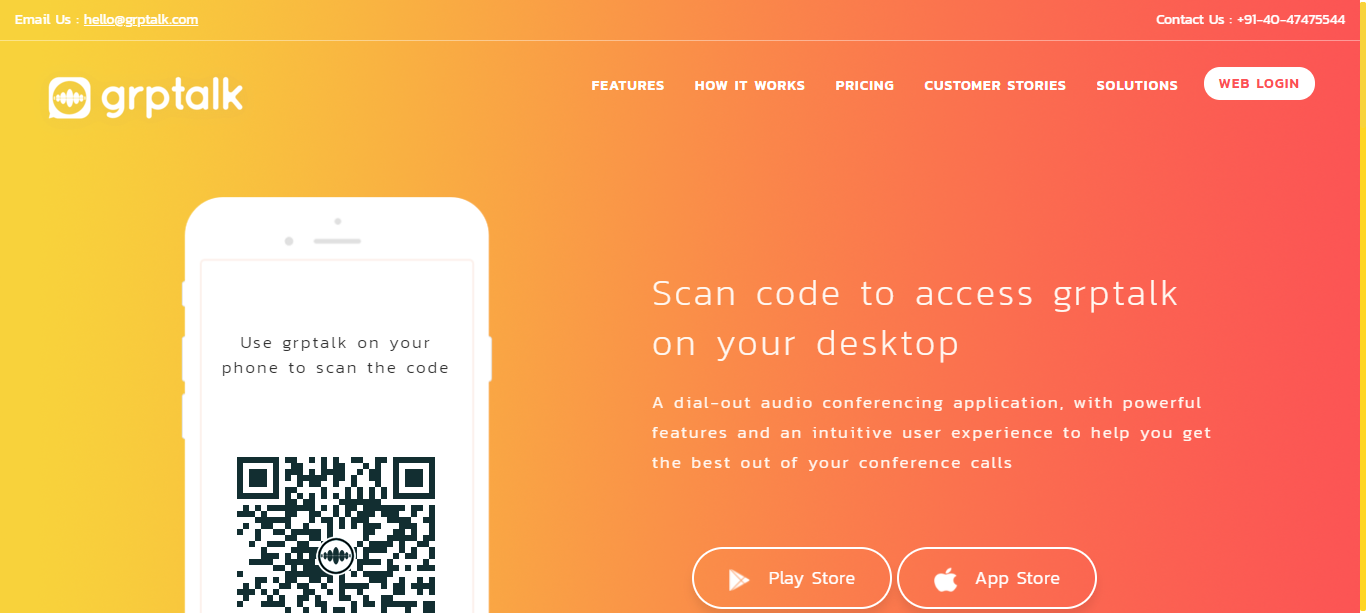 Email Us : hello@grptalk.com
Contact Us : +91-40-47475544
grptalk
FEATURES
HOW IT WORKS
PRICING
CUSTOMER STORIES
SOLUTIONS
WEB LOGIN
Use grptalk on your
phone to scan the code
Scan code to access grptalk
on your desktop
A dial-out audio conferencing application, with powerful
features and an intuitive user experience to help you get
the best out of your conference calls
Play Store
App Store